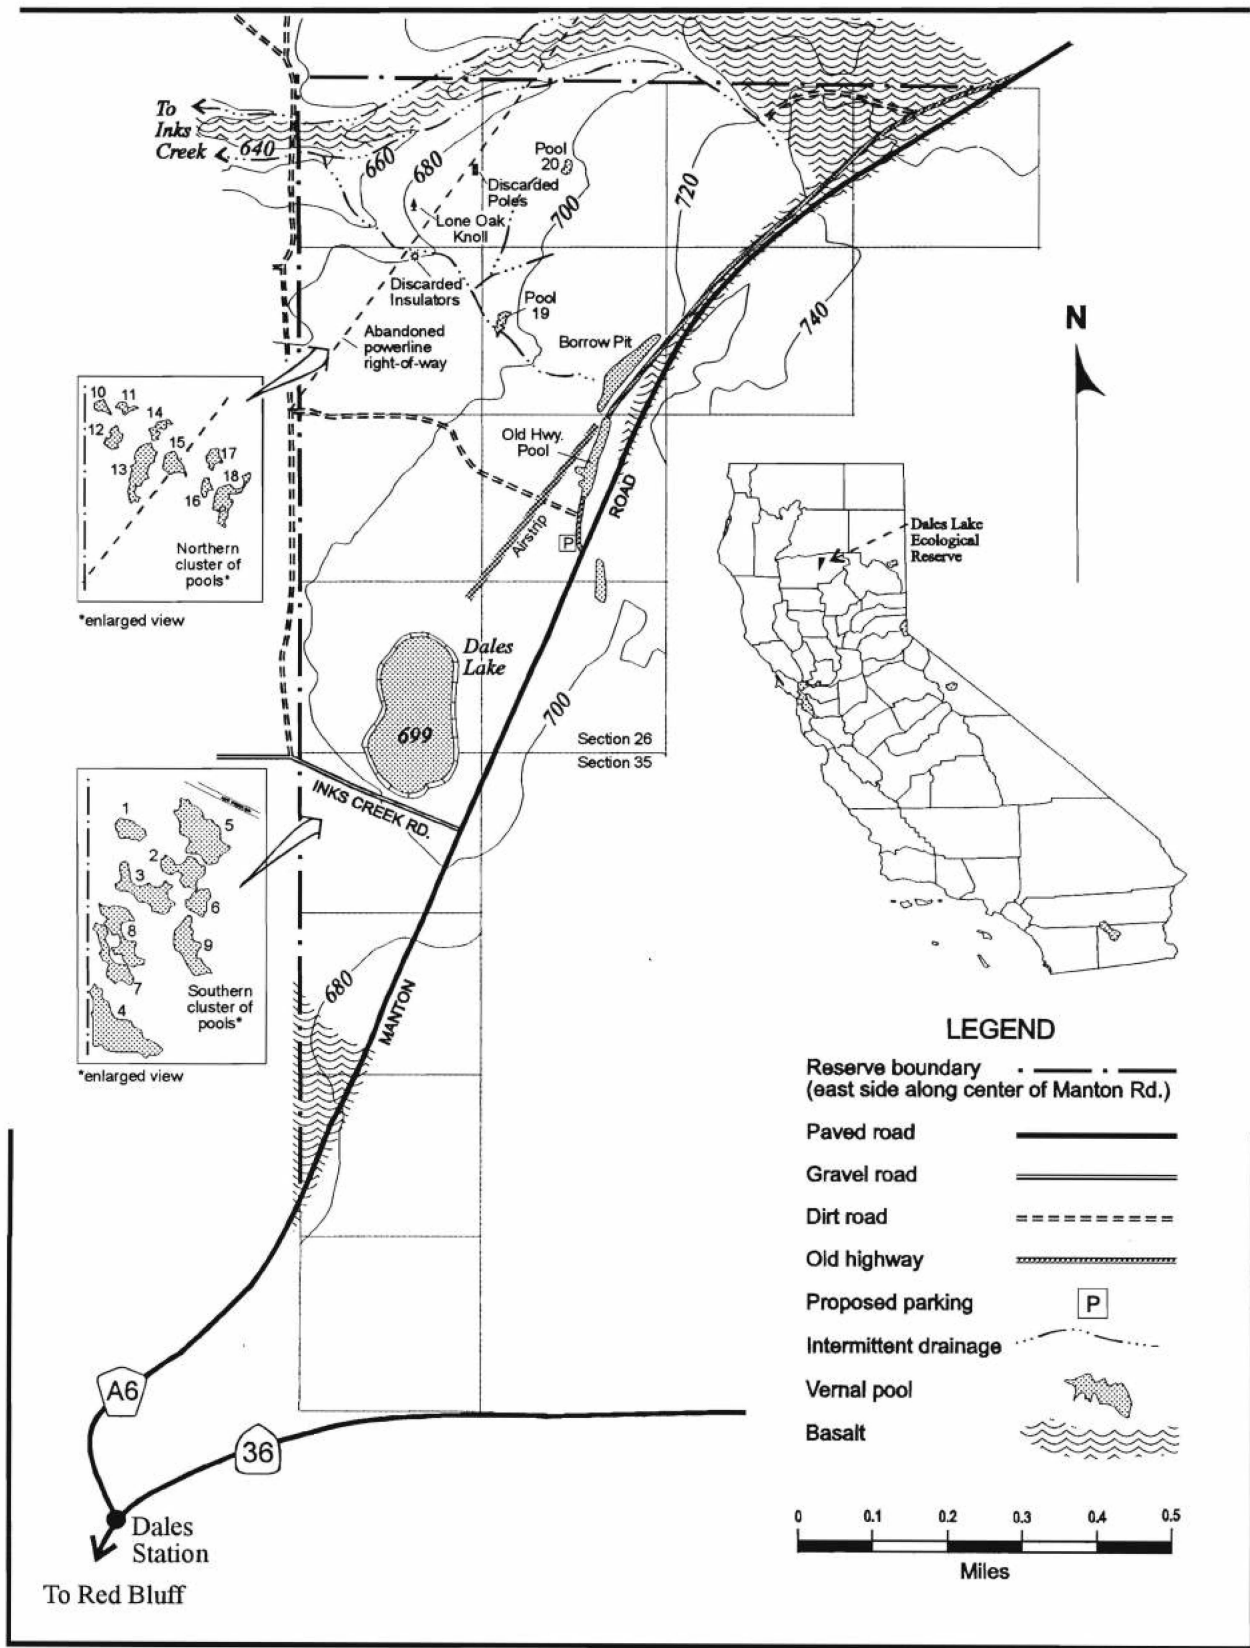 To
Inks
Creek
640
660
680
Pool
20
Discarded
Poles
700
720
Lone Oak
Knoll
Discarded
Insulators
Pool
19
740
Abandoned
powerline
right-of-way
Borrow Pit
N
10
11
14
12
15
13
17
18
16
Northern
cluster of
pools*
*enlarged view
Old Hwy.
Pool
ROAD
Airstrip
P
Dales Lake
Ecological
Reserve
Dales
Lake
699
700
Section 26
Section 35
INKS CREEK RD.
1
5
2
3
6
8
9
7
4
Southern
cluster of
pools*
*enlarged view
680
MANTON
LEGEND
Reserve boundary
(east side along center of Manton Rd.)
Paved road
Gravel road
Dirt road
Old highway
Proposed parking
P
Intermittent drainage
Vernal pool
Basalt
0 0.1 0.2 0.3 0.4 0.5
Miles
A6
36
Dales
Station
To Red Bluff